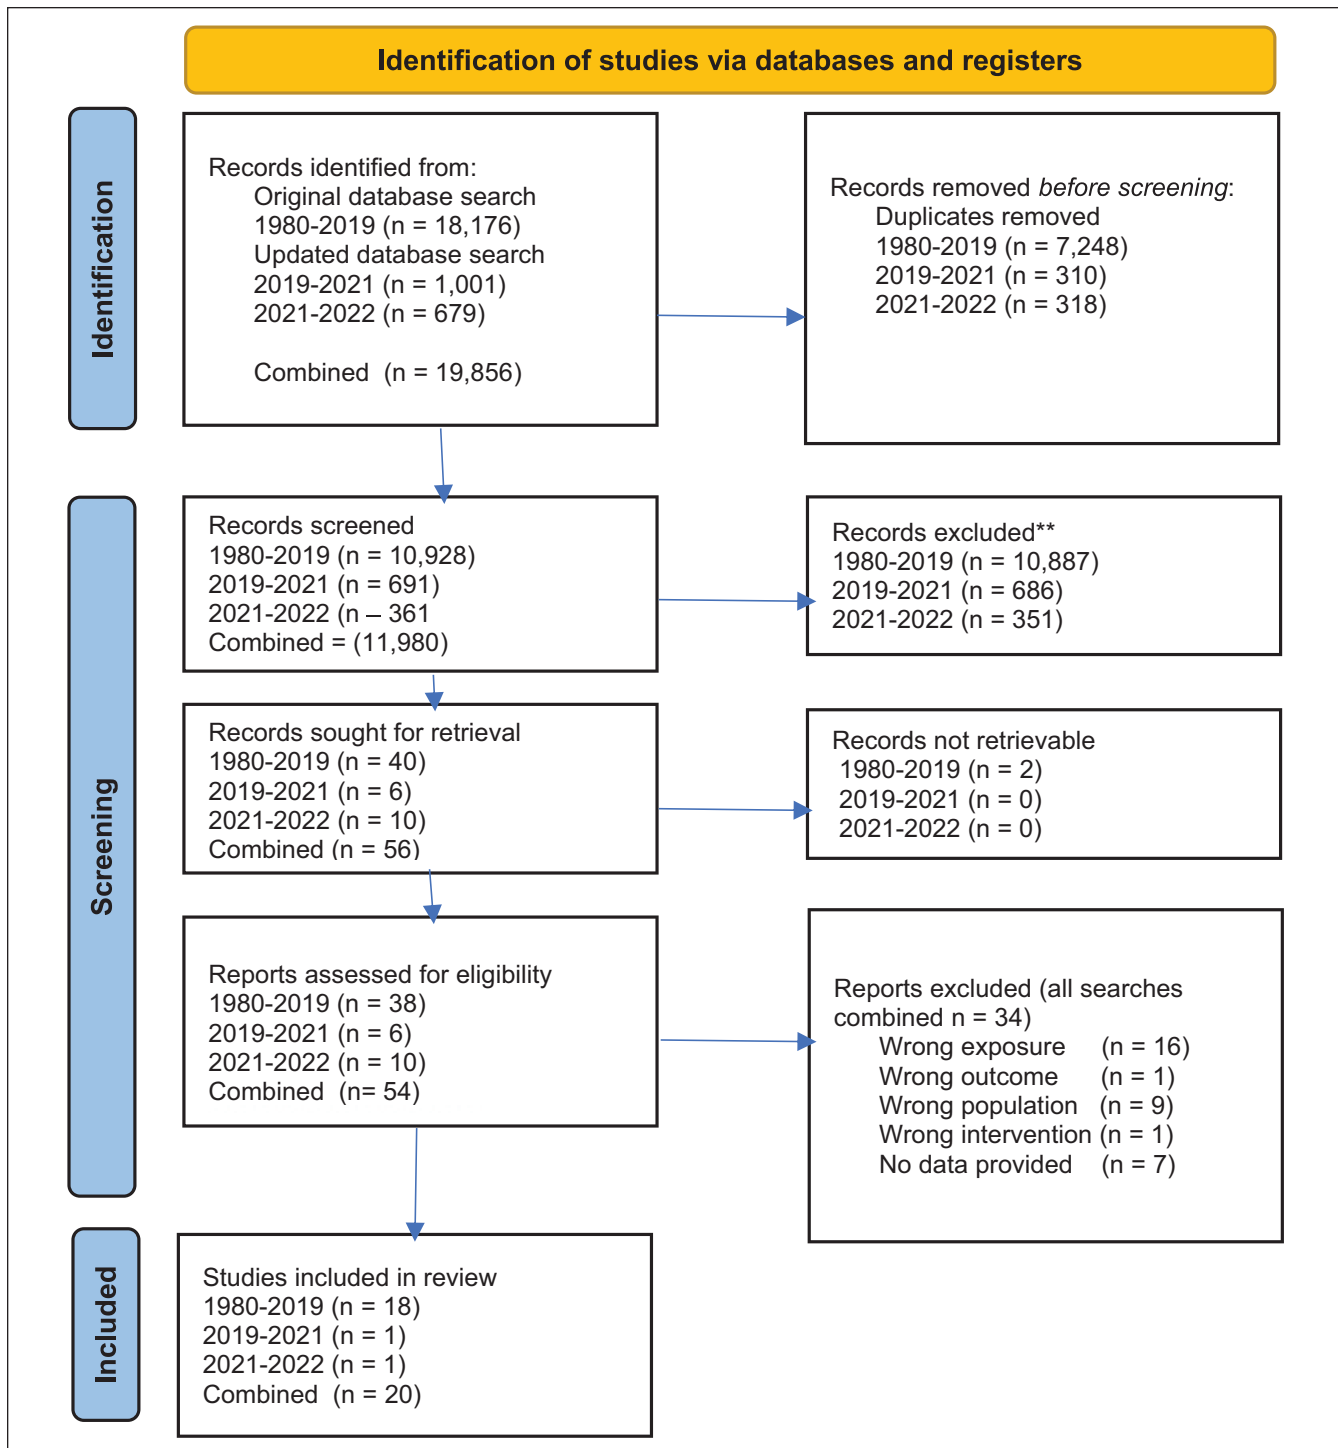 Identification of studies via databases and registers
Identification
Records identified from:
Original database search
1980-2019 (n = 18,176)
Updated database search
2019-2021 (n = 1,001)
2021-2022 (n = 679)
Combined (n = 19,856)
Records removed before screening:
Duplicates removed
1980-2019 (n = 7,248)
2019-2021 (n = 310)
2021-2022 (n = 318)
Screening
Records screened
1980-2019 (n = 10,928)
2019-2021 (n = 691)
2021-2022 (n – 361
Combined = (11,980)
Records excluded**
1980-2019 (n = 10,887)
2019-2021 (n = 686)
2021-2022 (n = 351)
Records sought for retrieval
1980-2019 (n = 40)
2019-2021 (n = 6)
2021-2022 (n = 10)
Combined (n = 56)
Records not retrievable
1980-2019 (n = 2)
2019-2021 (n = 0)
2021-2022 (n = 0)
Reports assessed for eligibility
1980-2019 (n = 38)
2019-2021 (n = 6)
2021-2022 (n = 10)
Combined (n= 54)
Reports excluded (all searches
combined n = 34)
Wrong exposure (n = 16)
Wrong outcome (n = 1)
Wrong population (n = 9)
Wrong intervention (n = 1)
No data provided (n = 7)
Included
Studies included in review
1980-2019 (n = 18)
2019-2021 (n = 1)
2021-2022 (n = 1)
Combined (n = 20)